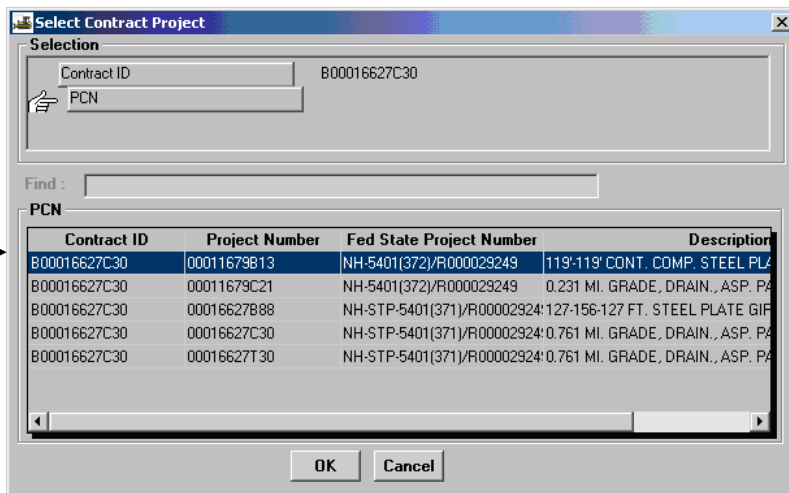 Select Contract Project
Selection
Contract ID B00016627C30
PCN
Find :
PCN
Contract ID Project Number Fed State Project Number Description
B00016627C30 00011679B13 NH-5401(372)/R000029249 119'-119' CONT. COMP. STEEL PLA
B00016627C30 00011679C21 NH-5401(372)/R000029249 0.231 MI. GRADE, DRAIN., ASP. PA
B00016627C30 00016627B88 NH-STP-5401(371)/R00002924 127-156-127 FT. STEEL PLATE GIR
B00016627C30 00016627C30 NH-STP-5401(371)/R00002924 0.761 MI. GRADE, DRAIN., ASP. PA
B00016627C30 00016627T30 NH-STP-5401(371)/R00002924 0.761 MI. GRADE, DRAIN., ASP. PA
OK Cancel